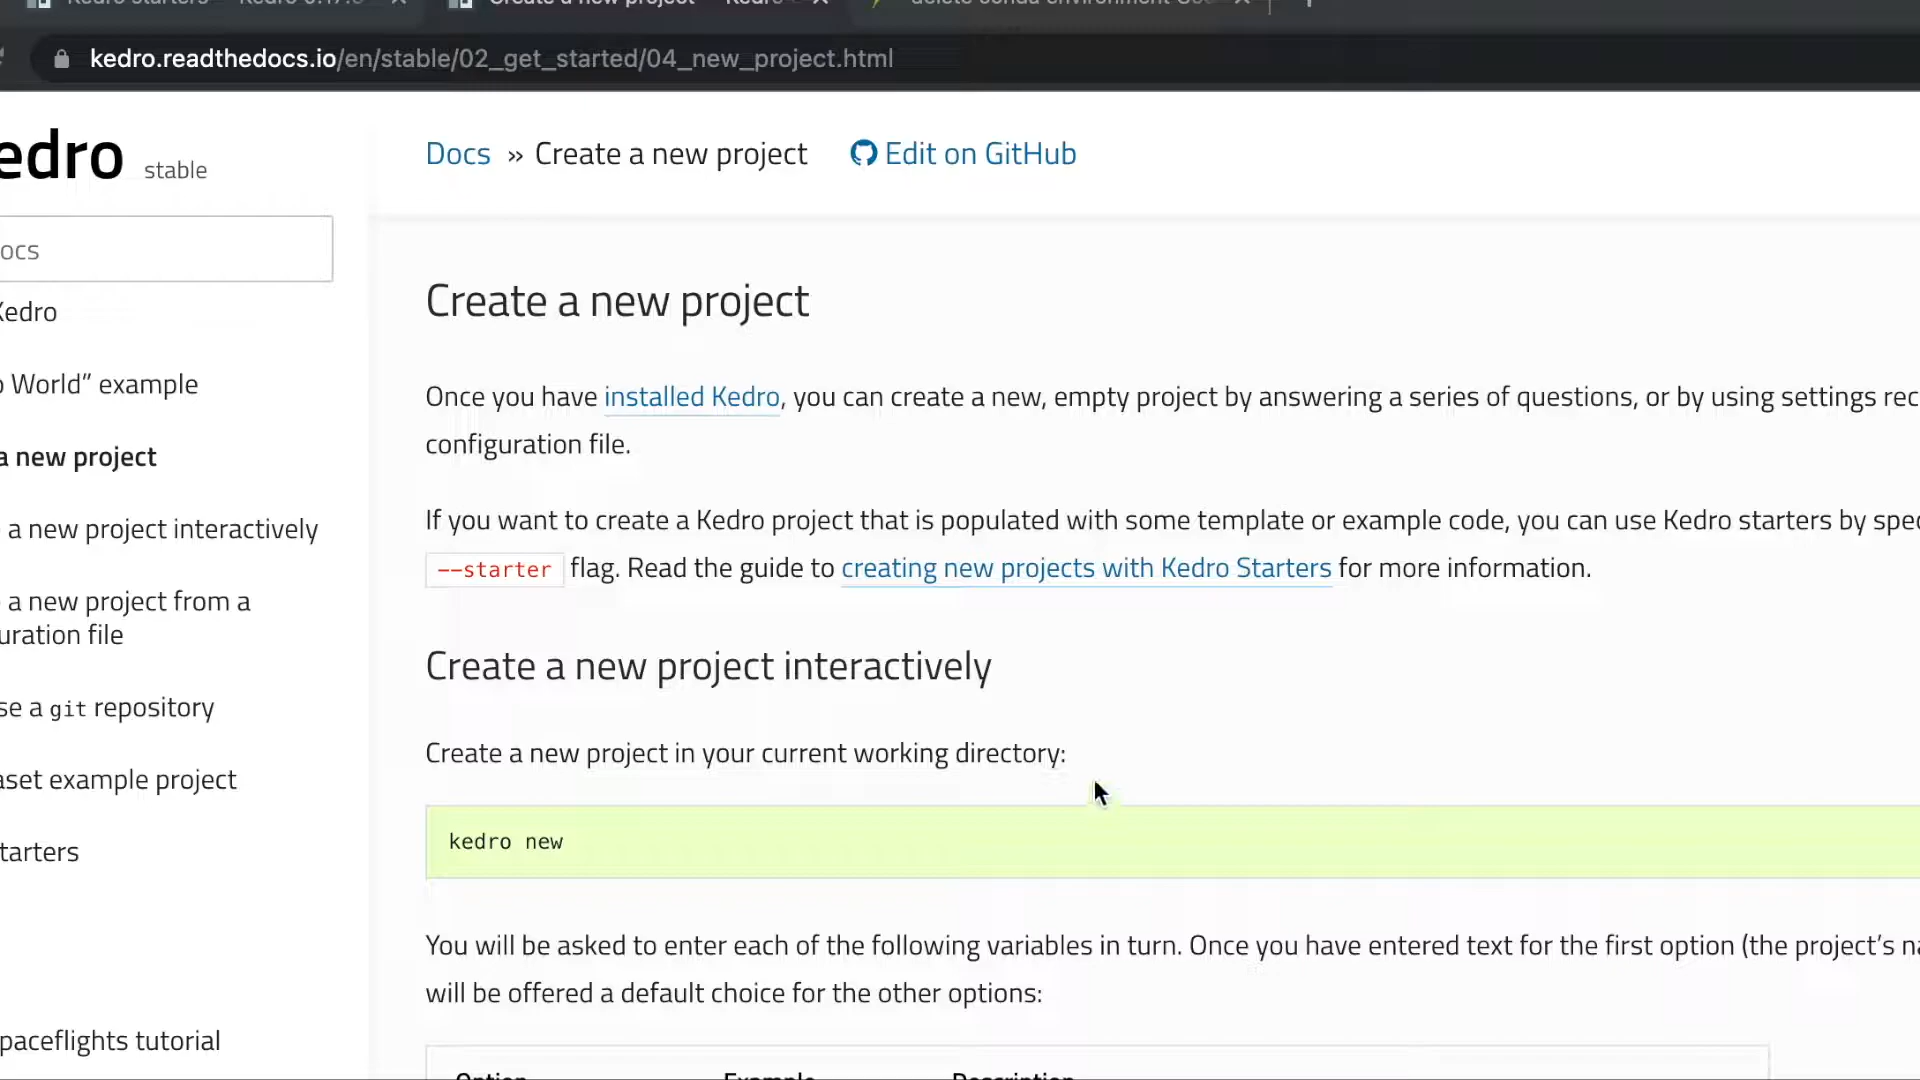 Create a new project — Kedro
kedro.readthedocs.io/en/stable/02_get_started/04_new_project.html
edro stable
ocs
Kedro
o World” example
a new project
a new project interactively
a new project from a
uration file
se a git repository
aset example project
tarters
paceflights tutorial
Docs » Create a new project Edit on GitHub
Create a new project
Once you have installed Kedro, you can create a new, empty project by answering a series of questions, or by using settings rec
configuration file.
If you want to create a Kedro project that is populated with some template or example code, you can use Kedro starters by spec
--starter flag. Read the guide to creating new projects with Kedro Starters for more information.
Create a new project interactively
Create a new project in your current working directory:
kedro new
You will be asked to enter each of the following variables in turn. Once you have entered text for the first option (the project’s na
will be offered a default choice for the other options:
Option Example Description